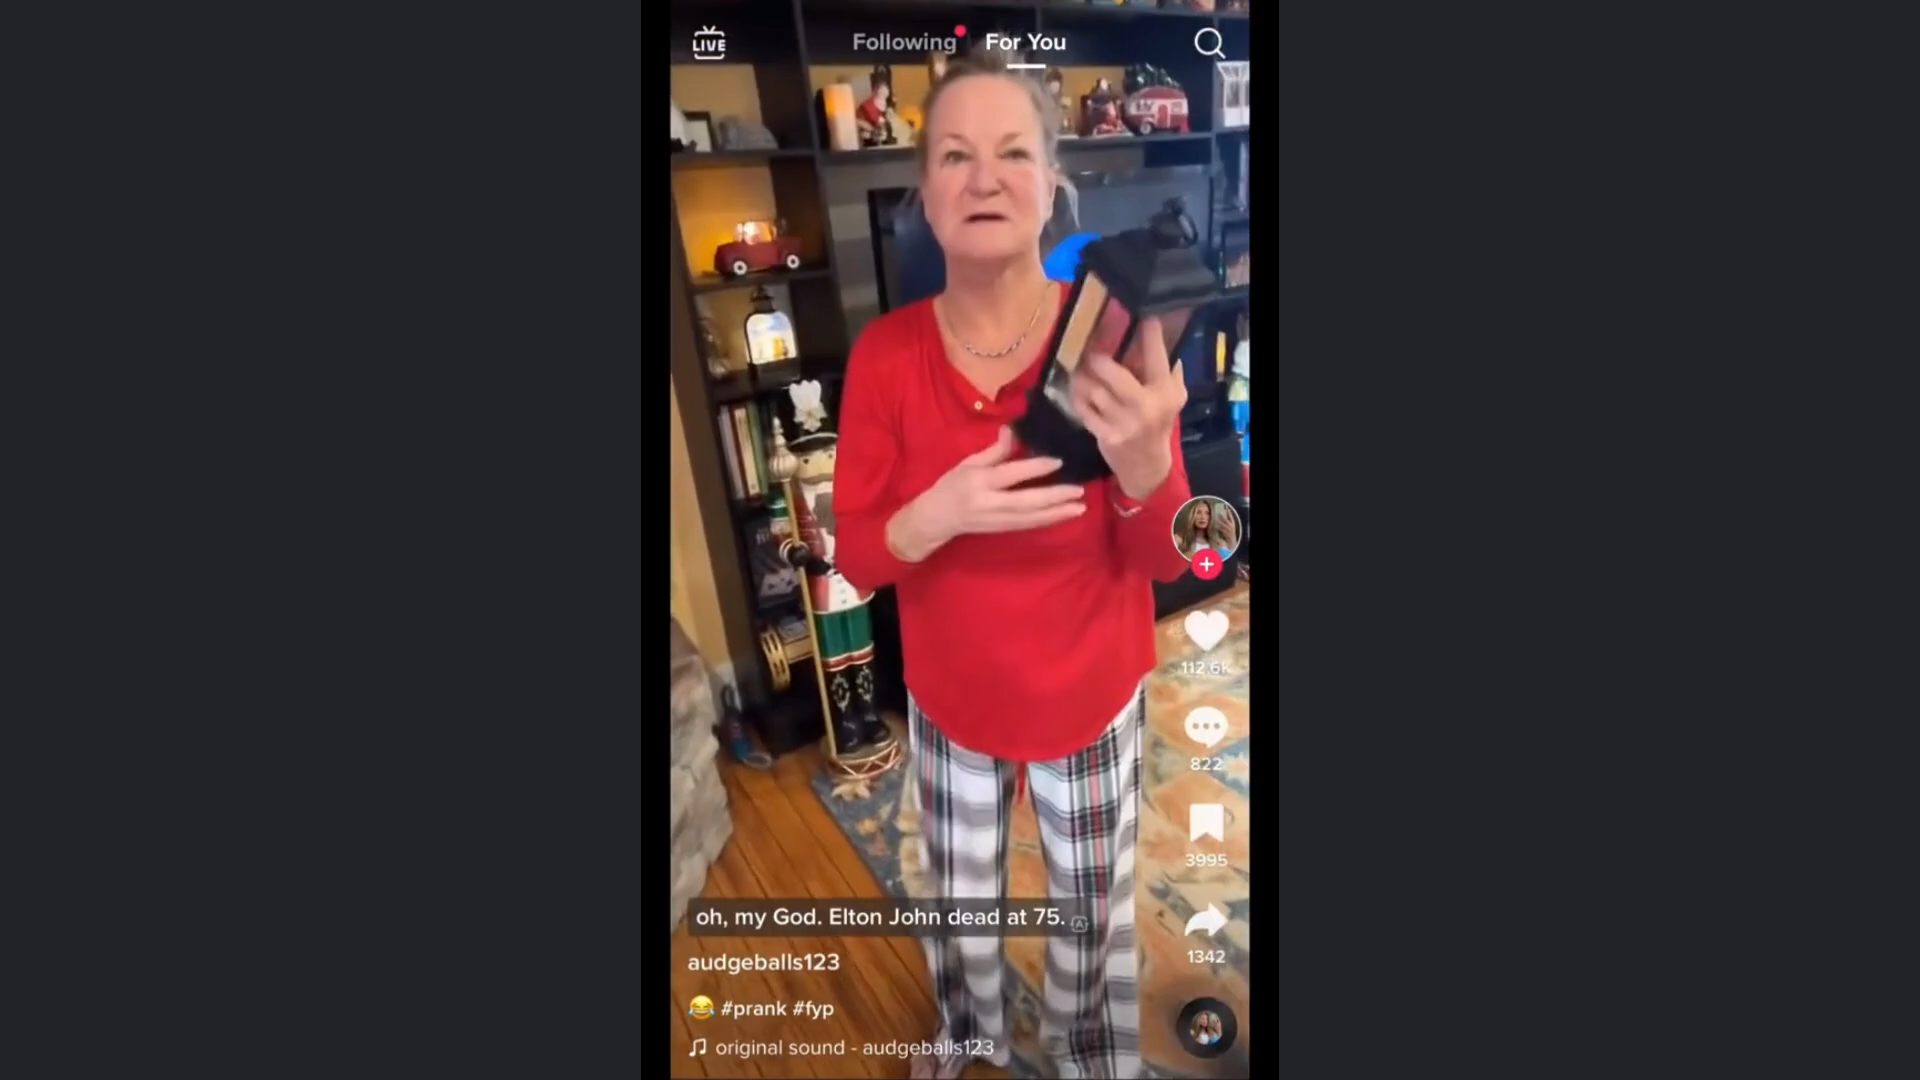 LIVE
Following
For You
112.6K
822
3995
1342
oh, my God. Elton John dead at 75.
audgeballs123
😂 #prank #fyp
original sound - audgeballs123